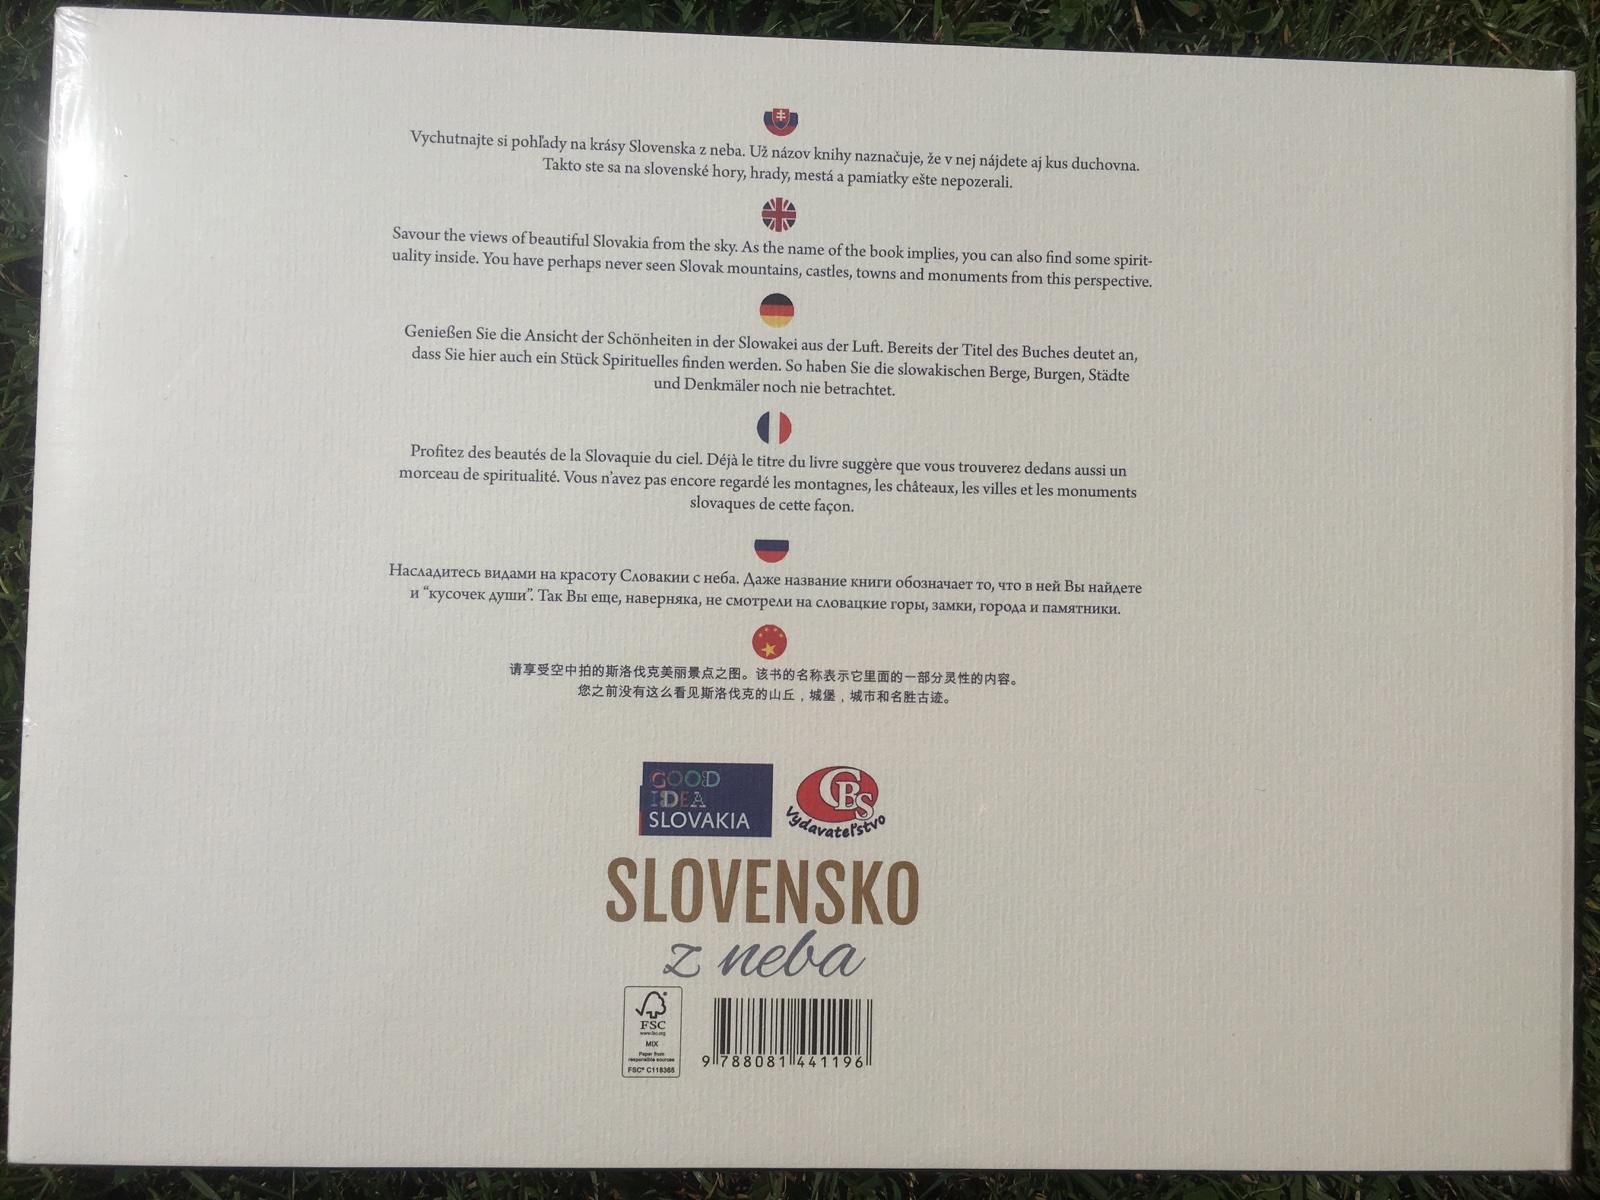 Vychutnajte si pohľady na krásy Slovenska z neba. Už názov knihy naznačuje, že v nej nájdete aj kus duchovna.
Takto ste sa na slovenské hory, hrady, mestá a pamiatky ešte nepozerali.
Savour the views of beautiful Slovakia from the sky. As the name of the book implies, you can also find some spirit-
uality inside. You have perhaps never seen Slovak mountains, castles, towns and monuments from this perspective.
Genießen Sie die Ansicht der Schönheiten in der Slowakei aus der Luft. Bereits der Titel des Buches deutet an,
dass Sie hier auch ein Stück Spirituelles finden werden. So haben Sie die slowakischen Berge, Burgen, Städte
und Denkmäler noch nie betrachtet.
Profitez des beautés de la Slovaquie du ciel. Déjà le titre du livre suggère que vous trouverez dedans aussi un
morceau de spiritualité. Vous n'avez pas encore regardé les montagnes, les châteaux, les villes et les monuments
slovaques de cette façon.
Насладитесь видами на красоту Словакии с неба. Даже название книги обозначает то, что в ней Вы найдете
и “кусочек души”. Так Вы еще, наверняка, не смотрели на словацкие горы, замки, города и памятники.
请享受空中拍的斯洛伐克美丽景点之图。该书的名称表示它里面的一部分灵性的内容。
您之前没有这么看见斯洛伐克的山丘，城堡，城市和名胜古迹。
GOOD
IDEA
SLOVAKIA
CBS
vydavateľstvo
SLOVENSKO
z neba
FSC
www.fsc.org
MIX
Paper from
responsible sources
FSC® C118365
9 788081 441196